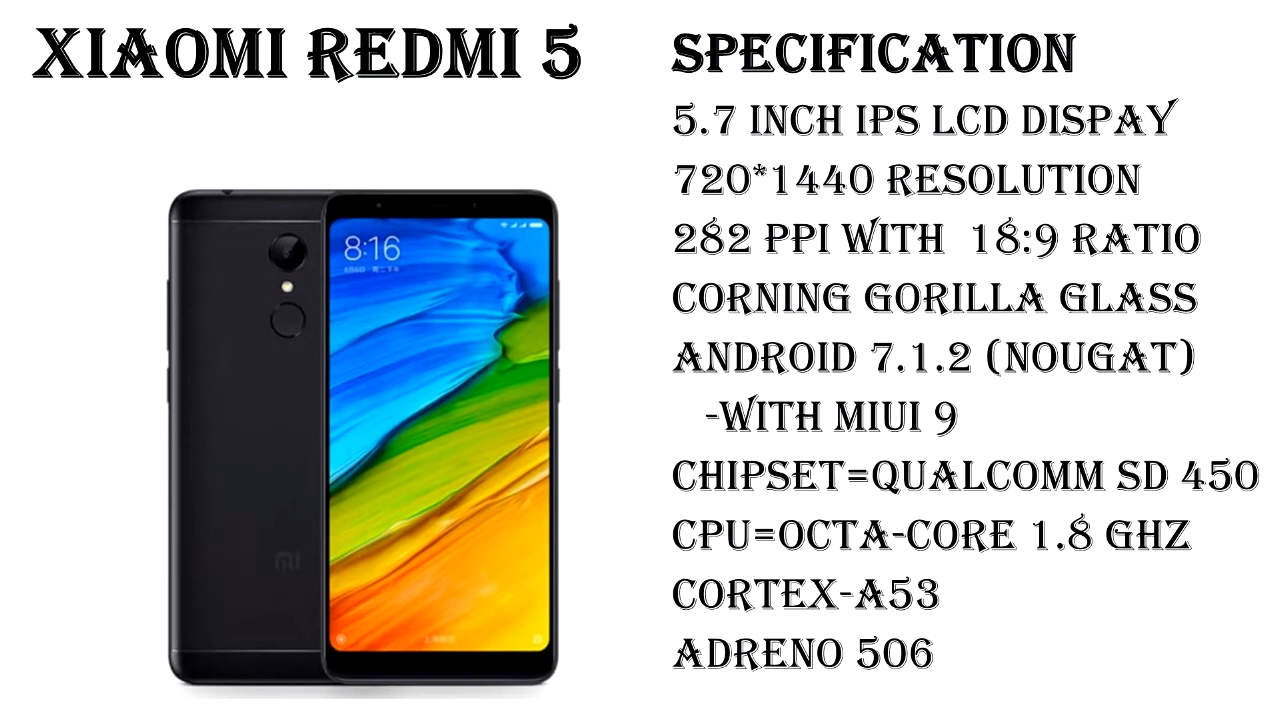 XIAOMI REDMI 5
SPECIFICATION
5.7 INCH IPS LCD DISPAY
720*1440 RESOLUTION
282 PPI WITH 18:9 RATIO
CORNING GORILLA GLASS
ANDROID 7.1.2 (NOUGAT)
-WITH MIUI 9
CHIPSET=QUALCOMM SD 450
CPU=OCTA-CORE 1.8 GHZ
CORTEX-A53
ADRENO 506
8:16
mi